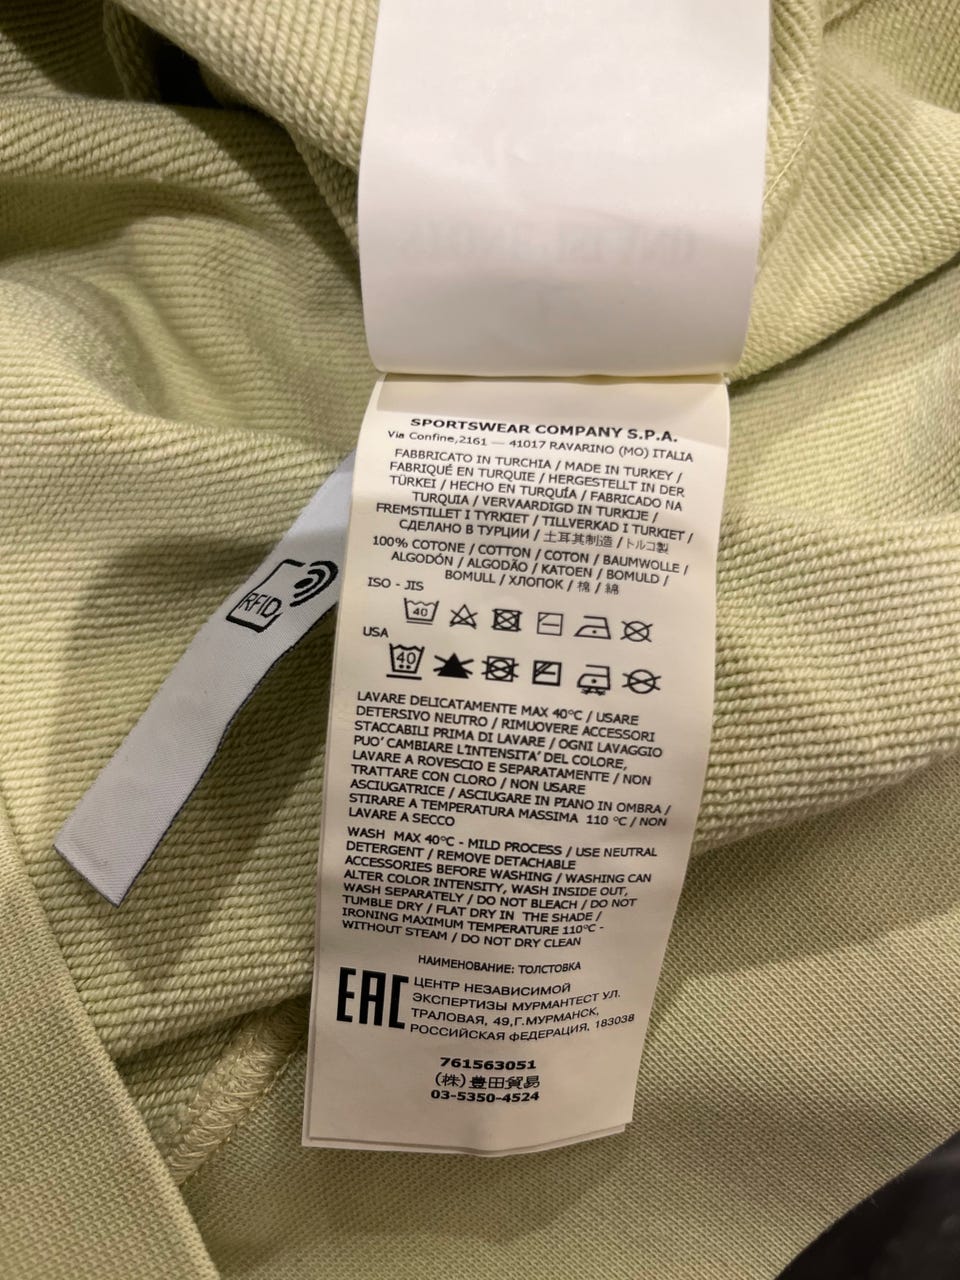 SPORTSWEAR COMPANY S.P.A.
Via Confine,2161 — 41017 RAVARINO (MO) ITALIA
FABBRICATO IN TURCHIA / MADE IN TURKEY /
FABRIQUÉ EN TURQUIE / HERGESTELLT IN DER
TÜRKEI / HECHO EN TURQUÍA / FABRICADO NA
TURQUIA / VERVAARDIGD IN TURKIJE /
FREMSTILLET I TYRKIET / TILLVERKAD I TURKIET /
СДЕЛАНО В ТУРЦИИ / 土耳其制造 / トルコ製
100% COTONE / COTTON / COTON / BAUMWOLLE /
ALGODÓN / ALGODÃO / KATOEN / BOMULD /
BOMULL / ХЛОПОК / 棉 / 綿
ISO - JIS
40
USA
40
RFID
LAVARE DELICATAMENTE MAX 40°C / USARE
DETERSIVO NEUTRO / RIMUOVERE ACCESSORI
STACCABILI PRIMA DI LAVARE / OGNI LAVAGGIO
PUO' CAMBIARE L'INTENSITA' DEL COLORE,
LAVARE A ROVESCIO E SEPARATAMENTE / NON
TRATTARE CON CLORO / NON USARE
ASCIUGATRICE / ASCIUGARE IN PIANO IN OMBRA /
STIRARE A TEMPERATURA MASSIMA 110 °C / NON
LAVARE A SECCO
WASH MAX 40°C - MILD PROCESS / USE NEUTRAL
DETERGENT / REMOVE DETACHABLE
ACCESSORIES BEFORE WASHING / WASHING CAN
ALTER COLOR INTENSITY, WASH INSIDE OUT,
WASH SEPARATELY / DO NOT BLEACH / DO NOT
TUMBLE DRY / FLAT DRY IN THE SHADE /
IRONING MAXIMUM TEMPERATURE 110°C -
WITHOUT STEAM / DO NOT DRY CLEAN
НАИМЕНОВАНИЕ: ТОЛСТОВКА
EAC
ЦЕНТР НЕЗАВИСИМОЙ
ЭКСПЕРТИЗЫ МУРМАНТЕСТ УЛ.
ТРАЛОВАЯ, 49,Г.МУРМАНСК,
РОССИЙСКАЯ ФЕДЕРАЦИЯ, 183038
761563051
(株) 豊田貿易
03-5350-4524